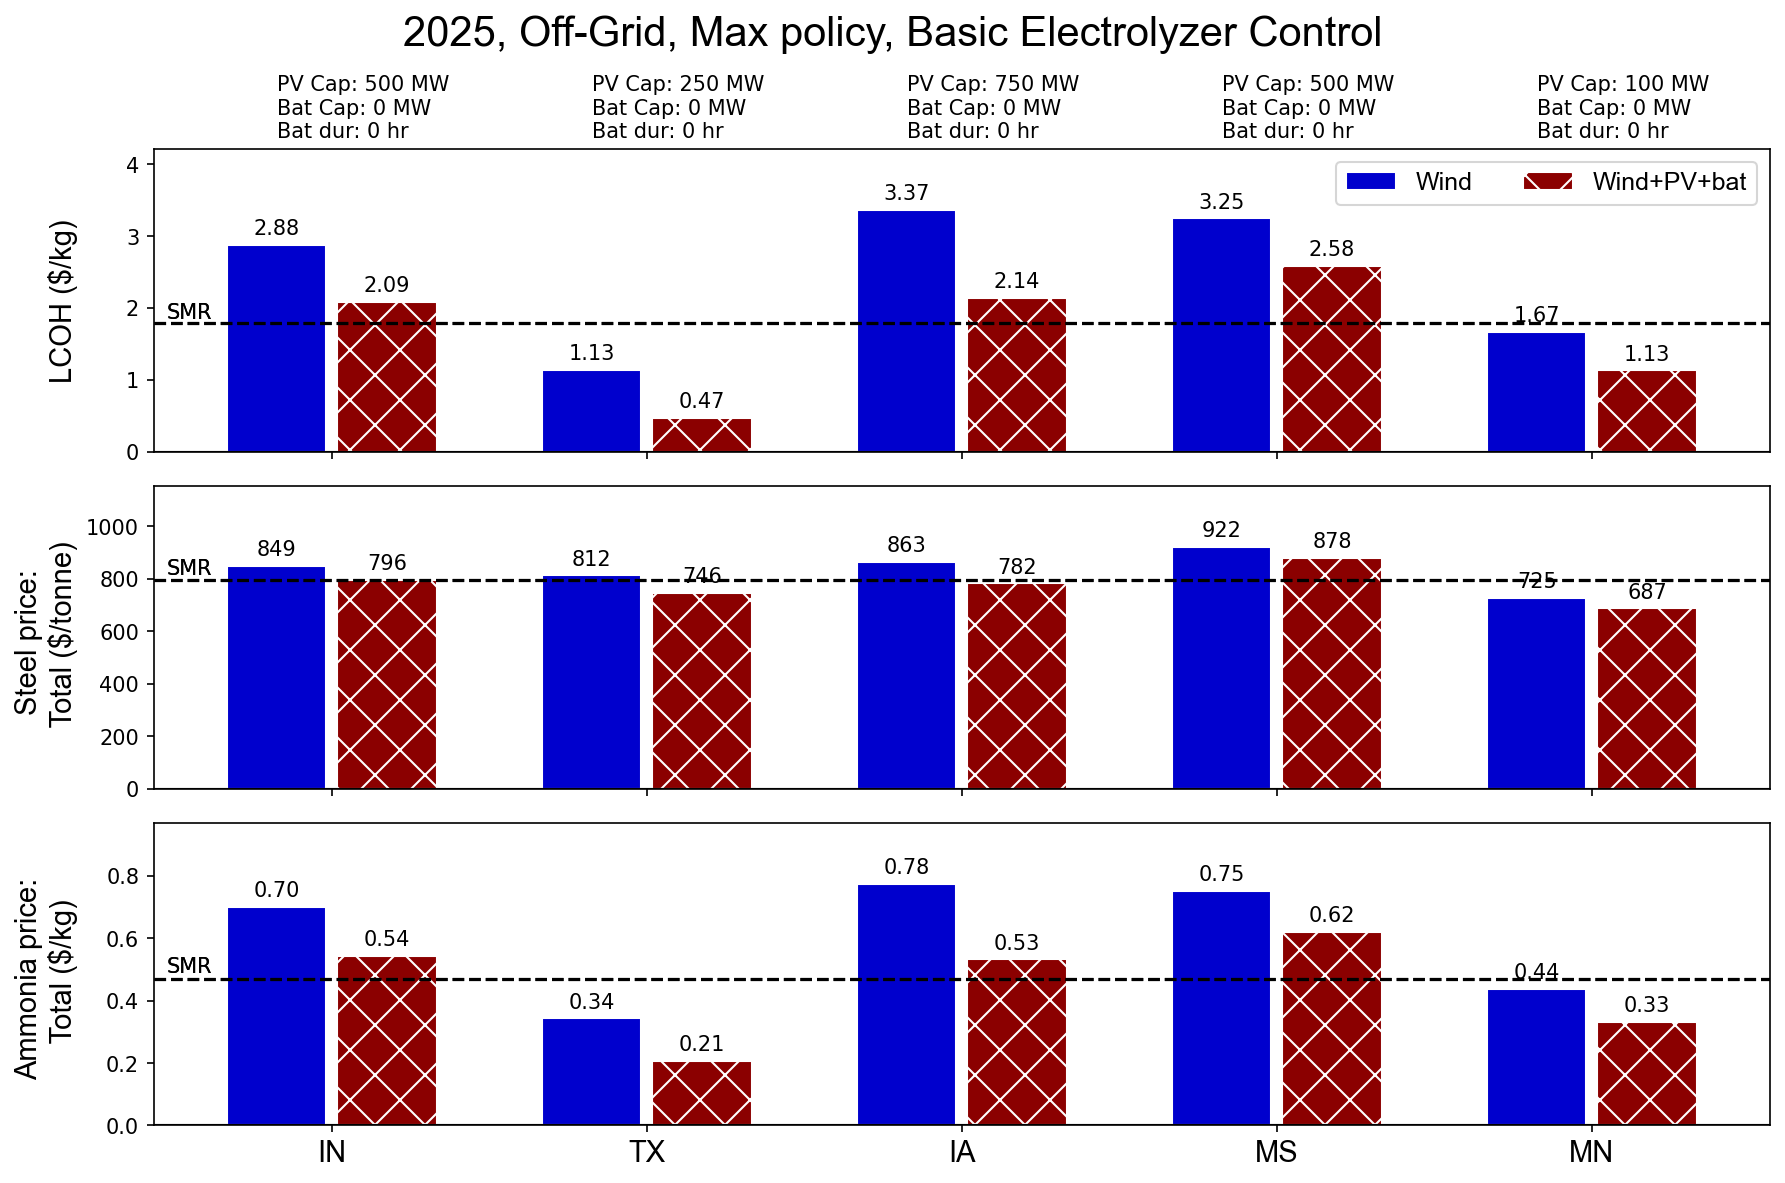 2025, Off-Grid, Max policy, Basic Electrolyzer Control
PV Cap: 500 MW
Bat Cap: 0 MW
Bat dur: 0 hr
PV Cap: 250 MW
Bat Cap: 0 MW
Bat dur: 0 hr
PV Cap: 750 MW
Bat Cap: 0 MW
Bat dur: 0 hr
PV Cap: 500 MW
Bat Cap: 0 MW
Bat dur: 0 hr
PV Cap: 100 MW
Bat Cap: 0 MW
Bat dur: 0 hr
Wind
Wind+PV+bat
LCOH ($/kg)
4
3
2
1
0
SMR
2.88
2.09
1.13
0.47
3.37
2.14
3.25
2.58
1.67
1.13
Steel price:
Total ($/tonne)
1000
800
600
400
200
0
SMR
849
796
812
746
863
782
922
878
725
687
Ammonia price:
Total ($/kg)
0.8
0.6
0.4
0.2
0.0
SMR
0.70
0.54
0.34
0.21
0.78
0.53
0.75
0.62
0.44
0.33
IN
TX
IA
MS
MN